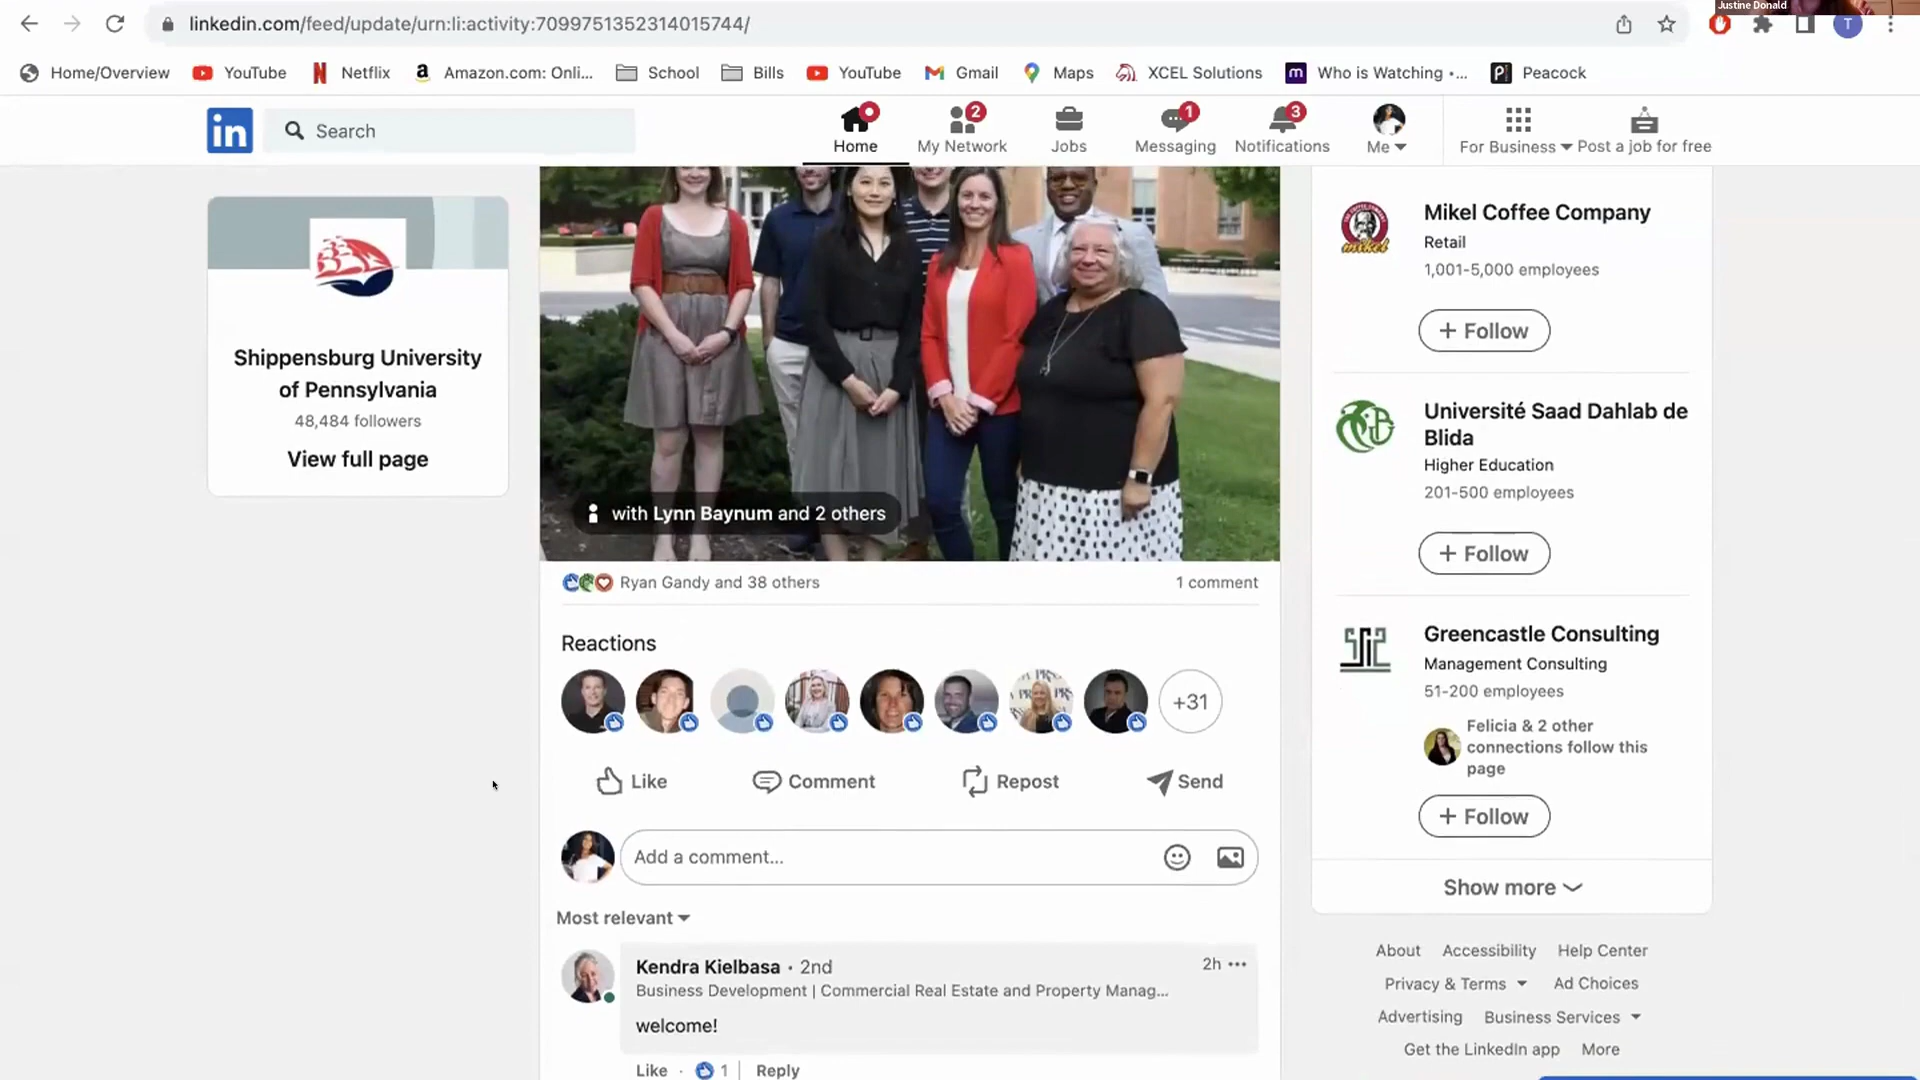 Justine Donald
linkedin.com/feed/update/urn:li:activity:7099751352314015744/
T
Home/Overview
YouTube
Netflix
Amazon.com: Onli...
School
Bills
YouTube
Gmail
Maps
XCEL Solutions
Who is Watching •...
Peacock
in
Search
Home
2
My Network
Jobs
1
Messaging
3
Notifications
Me
For Business
Post a job for free
Shippensburg University
of Pennsylvania
48,484 followers
View full page
with Lynn Baynum and 2 others
Ryan Gandy and 38 others
1 comment
Reactions
+31
Like
Comment
Repost
Send
Add a comment...
Most relevant
Kendra Kielbasa • 2nd
2h
Business Development | Commercial Real Estate and Property Manag...
welcome!
Like · 1 | Reply
Mikel Coffee Company
Retail
1,001-5,000 employees
+ Follow
Université Saad Dahlab de
Blida
Higher Education
201-500 employees
+ Follow
Greencastle Consulting
Management Consulting
51-200 employees
Felicia & 2 other
connections follow this
page
+ Follow
Show more
About Accessibility Help Center
Privacy & Terms Ad Choices
Advertising Business Services
Get the LinkedIn app More